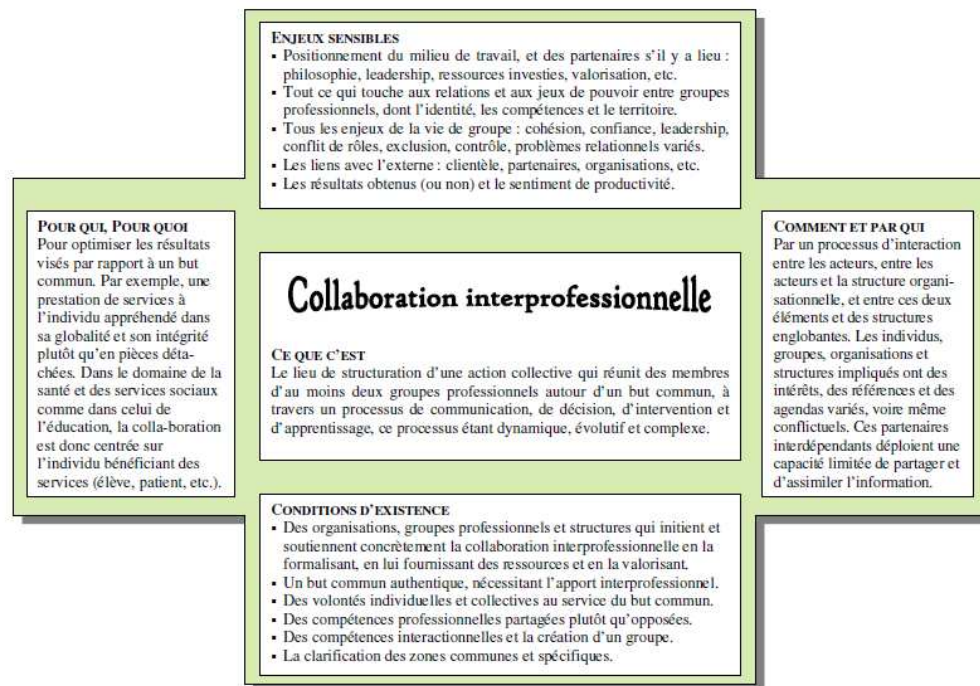 ENJEUX SENSIBLES
▪ Positionnement du milieu de travail, et des partenaires s'il y a lieu :
philosophie, leadership, ressources investies, valorisation, etc.
▪ Tout ce qui touche aux relations et aux jeux de pouvoir entre groupes
professionnels, dont l'identité, les compétences et le territoire.
▪ Tous les enjeux de la vie de groupe : cohésion, confiance, leadership,
conflit de rôles, exclusion, contrôle, problèmes relationnels variés.
▪ Les liens avec l'externe : clientèle, partenaires, organisations, etc.
▪ Les résultats obtenus (ou non) et le sentiment de productivité.
POUR QUI, POUR QUOI
Pour optimiser les résultats
visés par rapport à un but
commun. Par exemple, une
prestation de services à
l'individu appréhendé dans
sa globalité et son intégrité
plutôt qu'en pièces déta-
chées. Dans le domaine de la
santé et des services sociaux
comme dans celui de
l'éducation, la colla-boration
est donc centrée sur
l'individu bénéficiant des
services (élève, patient, etc.).
Collaboration interprofessionnelle
CE QUE C'EST
Le lieu de structuration d'une action collective qui réunit des membres
d'au moins deux groupes professionnels autour d'un but commun, à
travers un processus de communication, de décision, d'intervention et
d'apprentissage, ce processus étant dynamique, évolutif et complexe.
COMMENT ET PAR QUI
Par un processus d'interaction
entre les acteurs, entre les
acteurs et la structure organi-
sationnelle, et entre ces deux
éléments et des structures
englobantes. Les individus,
groupes, organisations et
structures impliqués ont des
intérêts, des références et des
agendas variés, voire même
conflictuels. Ces partenaires
interdépendants déploient une
capacité limitée de partager et
d'assimiler l'information.
CONDITIONS D'EXISTENCE
▪ Des organisations, groupes professionnels et structures qui initient et
soutiennent concrètement la collaboration interprofessionnelle en la
formalisant, en lui fournissant des ressources et en la valorisant.
▪ Un but commun authentique, nécessitant l'apport interprofessionnel.
▪ Des volontés individuelles et collectives au service du but commun.
▪ Des compétences professionnelles partagées plutôt qu'opposées.
▪ Des compétences interactionnelles et la création d'un groupe.
▪ La clarification des zones communes et spécifiques.